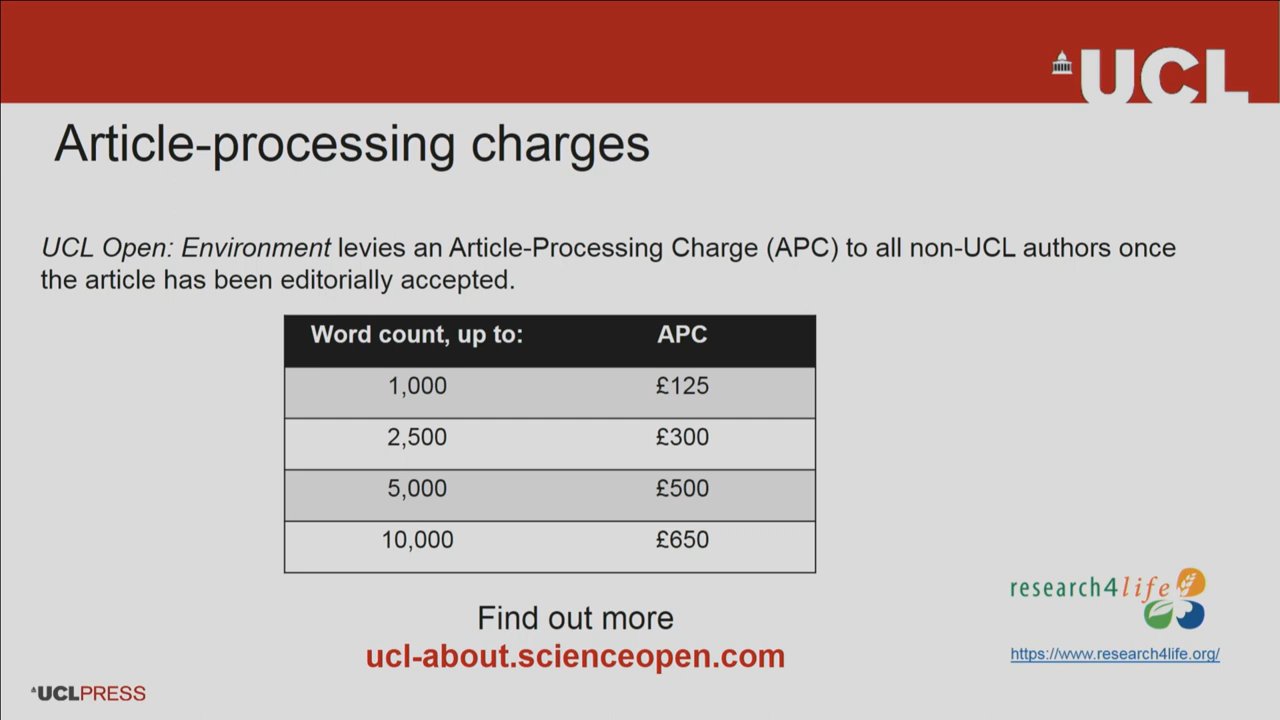 UCL
Article-processing charges
UCL Open: Environment levies an Article-Processing Charge (APC) to all non-UCL authors once
the article has been editorially accepted.
Word count, up to: APC
1,000 £125
2,500 £300
5,000 £500
10,000 £650
Find out more
ucl-about.scienceopen.com
research4life
https://www.research4life.org/
UCLPRESS